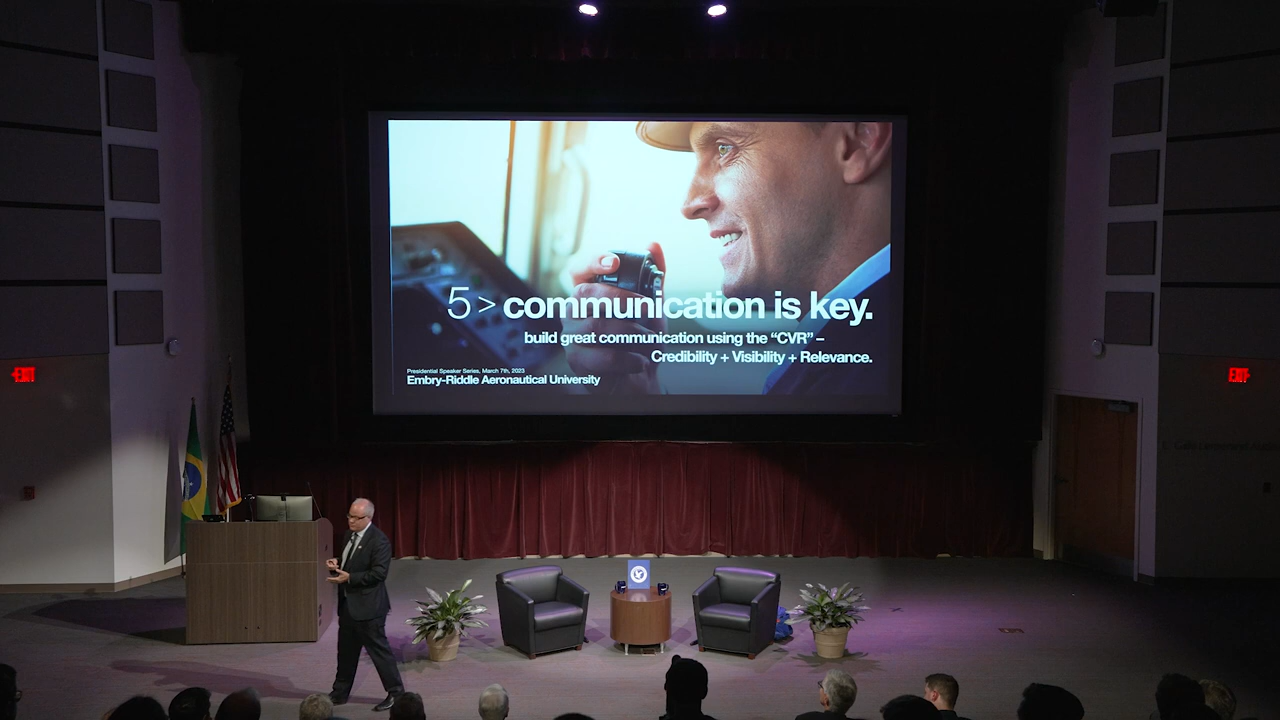 5 > communication is key.
build great communication using the “CVR” –
Credibility + Visibility + Relevance.
Presidential Speaker Series, March 7th, 2023
Embry-Riddle Aeronautical University
EXIT
EXIT